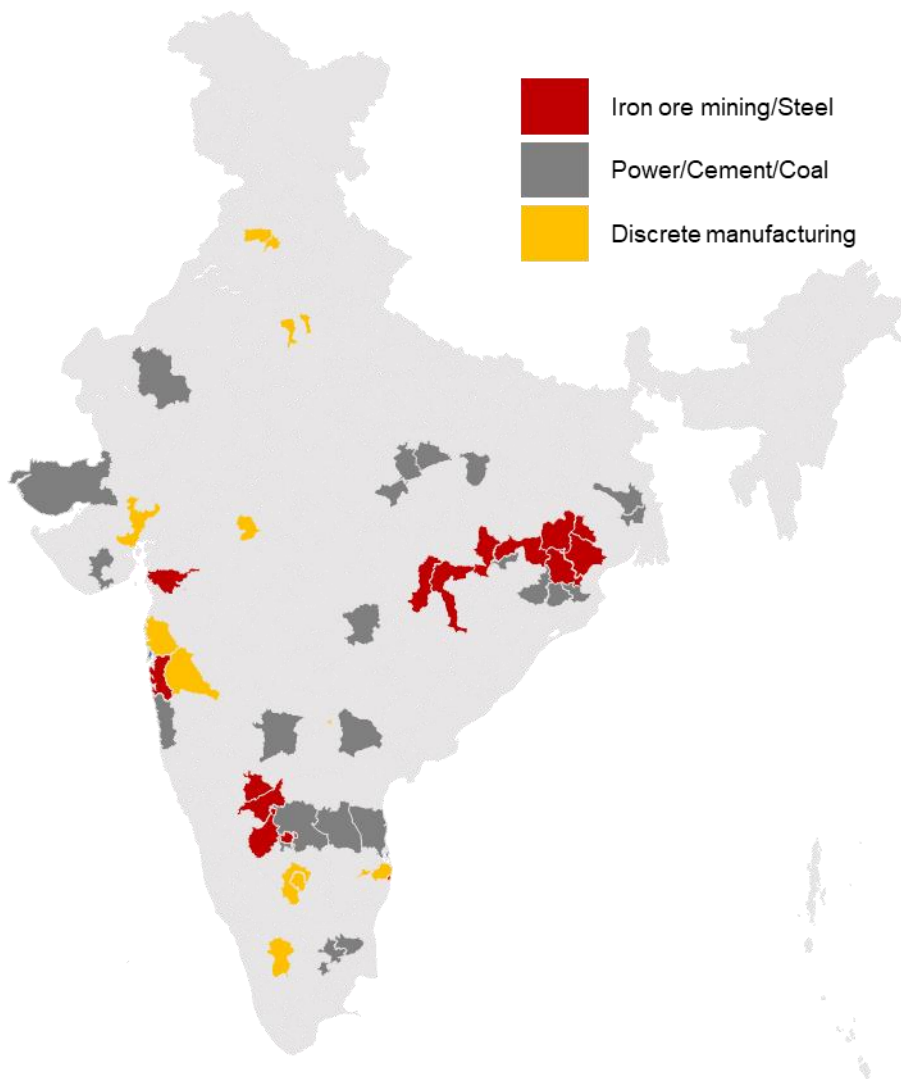 Iron ore mining/Steel
Power/Cement/Coal
Discrete manufacturing